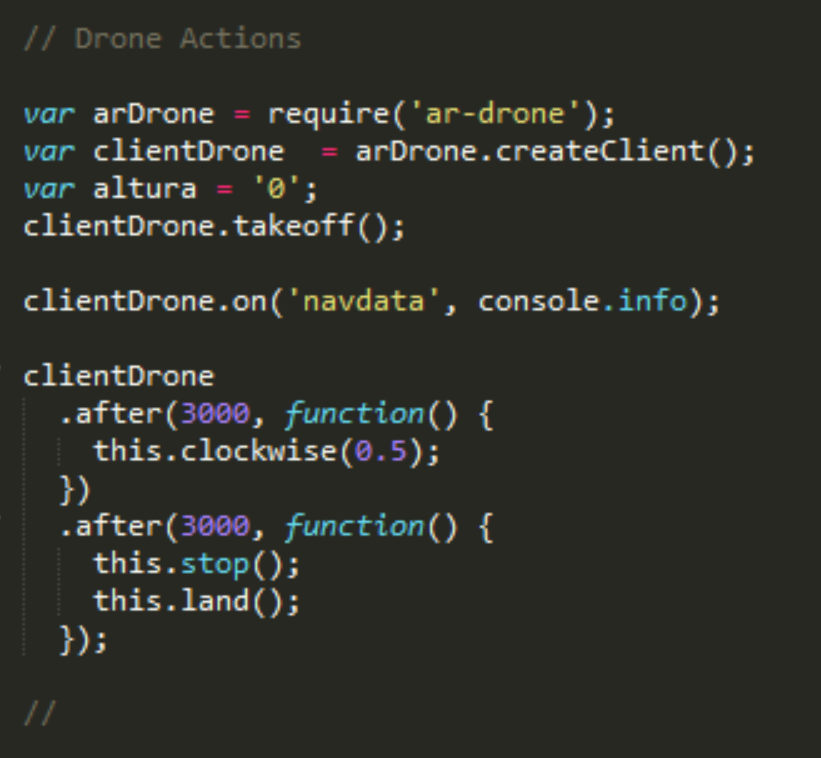 // Drone Actions
var arDrone = require('ar-drone');
var clientDrone  = arDrone.createClient();
var altura = '0';
clientDrone.takeoff();
clientDrone.on('navdata', console.info);
clientDrone
  .after(3000, function() {
    this.clockwise(0.5);
  })
  .after(3000, function() {
    this.stop();
    this.land();
  });
//